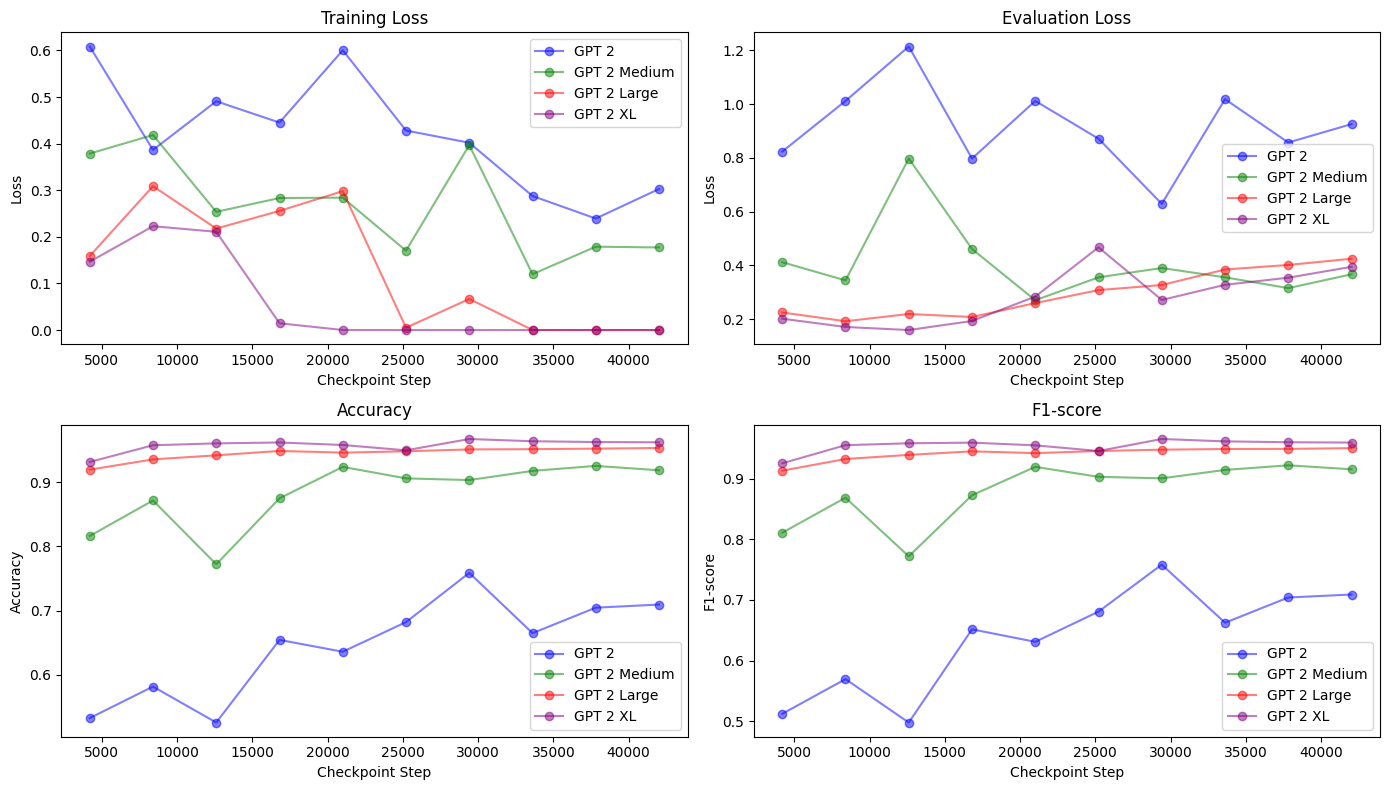 Training Loss
Loss
0.6
0.5
0.4
0.3
0.2
0.1
0.0
GPT 2
GPT 2 Medium
GPT 2 Large
GPT 2 XL
5000 10000 15000 20000 25000 30000 35000 40000
Checkpoint Step
Evaluation Loss
Loss
1.2
1.0
0.8
0.6
0.4
0.2
GPT 2
GPT 2 Medium
GPT 2 Large
GPT 2 XL
5000 10000 15000 20000 25000 30000 35000 40000
Checkpoint Step
Accuracy
Accuracy
0.9
0.8
0.7
0.6
GPT 2
GPT 2 Medium
GPT 2 Large
GPT 2 XL
5000 10000 15000 20000 25000 30000 35000 40000
Checkpoint Step
F1-score
F1-score
0.9
0.8
0.7
0.6
0.5
GPT 2
GPT 2 Medium
GPT 2 Large
GPT 2 XL
5000 10000 15000 20000 25000 30000 35000 40000
Checkpoint Step